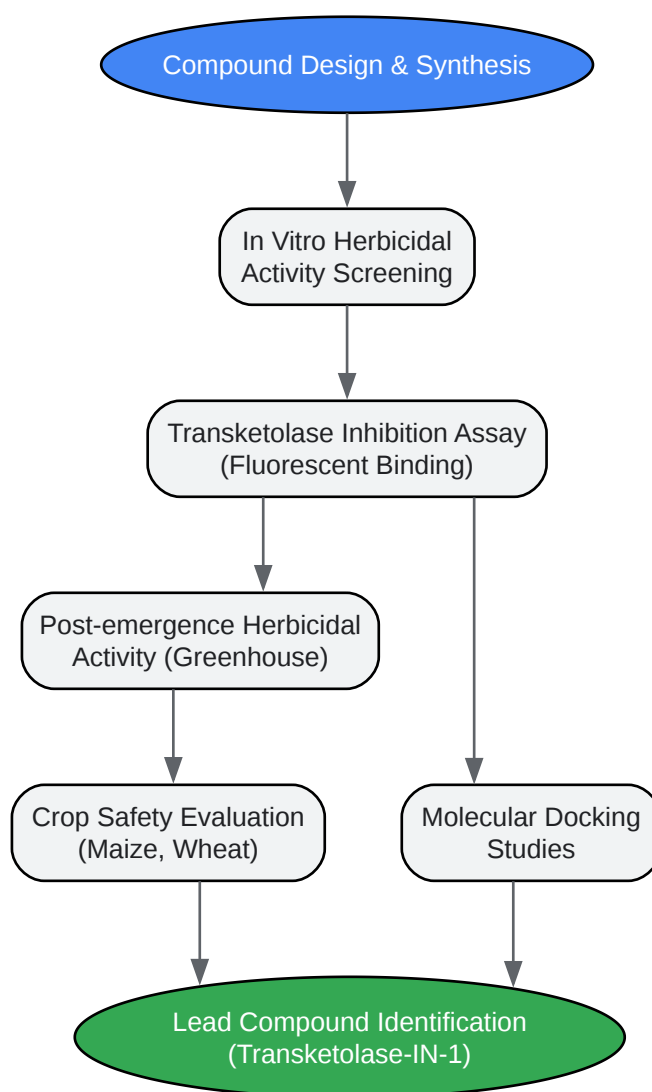 Compound Design & Synthesis
In Vitro Herbicidal
Activity Screening
Transketolase Inhibition Assay
(Fluorescent Binding)
Post-emergence Herbicidal
Activity (Greenhouse)
Crop Safety Evaluation
(Maize, Wheat)
Molecular Docking
Studies
Lead Compound Identification
(Transketolase-IN-1)